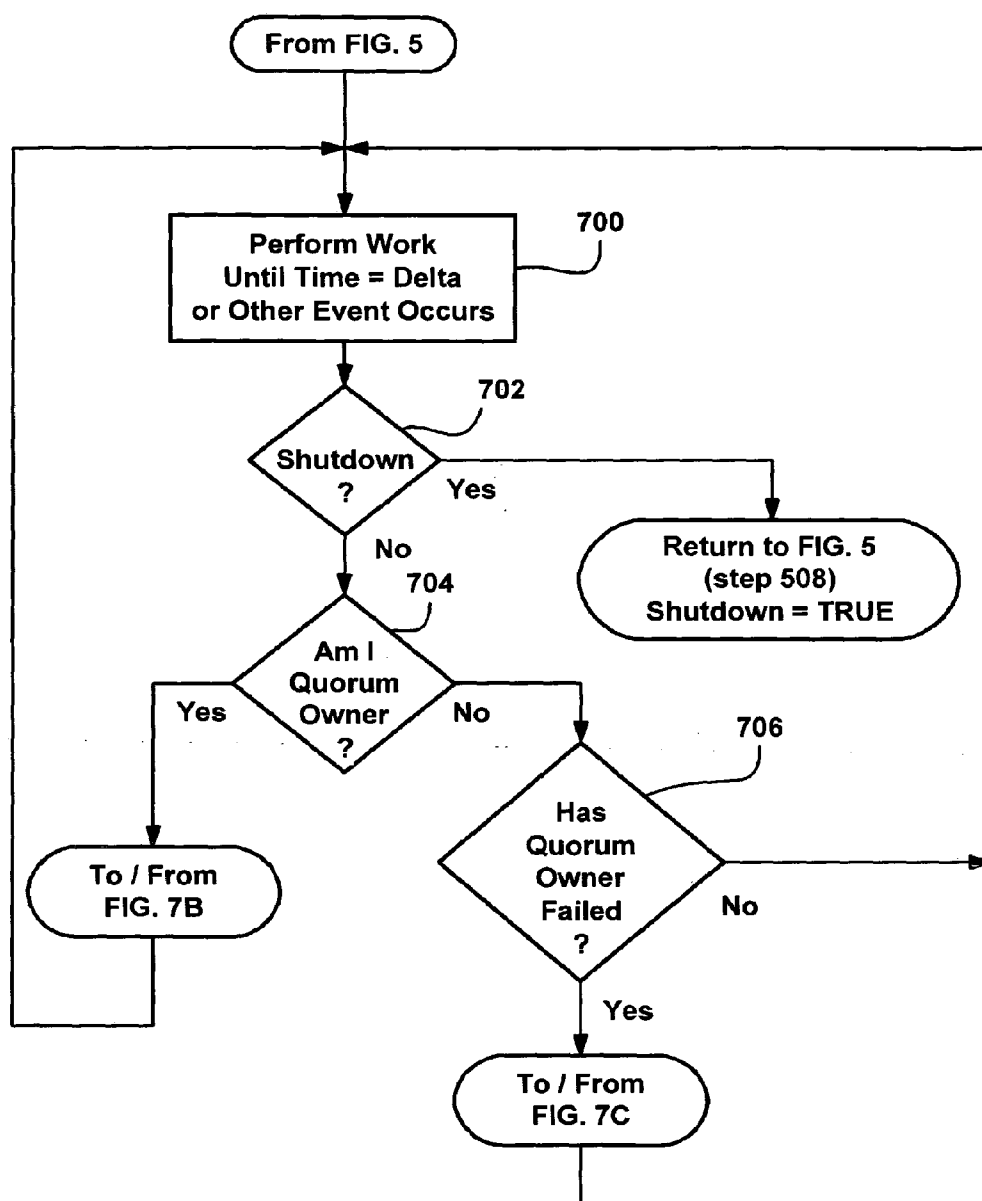 From FIG. 5
700
Perform Work
Until Time = Delta
or Other Event Occurs
702
Shutdown
?
Yes
No
Return to FIG. 5
(step 508)
Shutdown = TRUE
704
Am I
Quorum
Owner
?
Yes
No
706
Has
Quorum
Owner
Failed
?
No
Yes
To / From
FIG. 7B
To / From
FIG. 7C